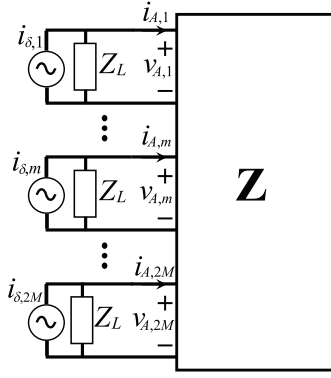 i_{A,1}
i_{δ,1} Z_L + v_{A,1} −
i_{A,m}
i_{δ,m} Z_L + v_{A,m} − Z
i_{A,2M}
i_{δ,2M} Z_L + v_{A,2M} −